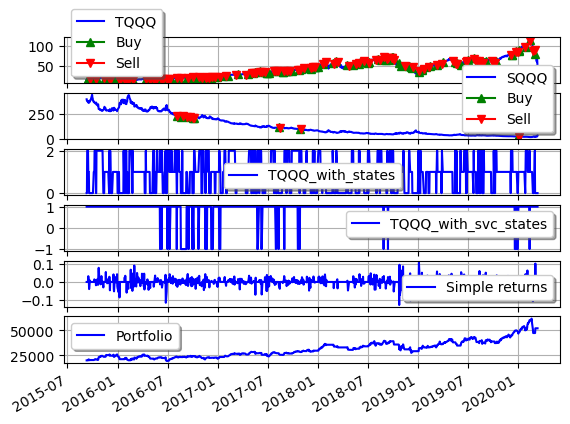 TQQQ
Buy
Sell
100
50
SQQQ
Buy
Sell
250
0
2
0
TQQQ_with_states
1
−1
TQQQ_with_svc_states
0.1
0.0
−0.1
Simple returns
50000
25000
Portfolio
2015-07
2016-01
2016-07
2017-01
2017-07
2018-01
2018-07
2019-01
2019-07
2020-01